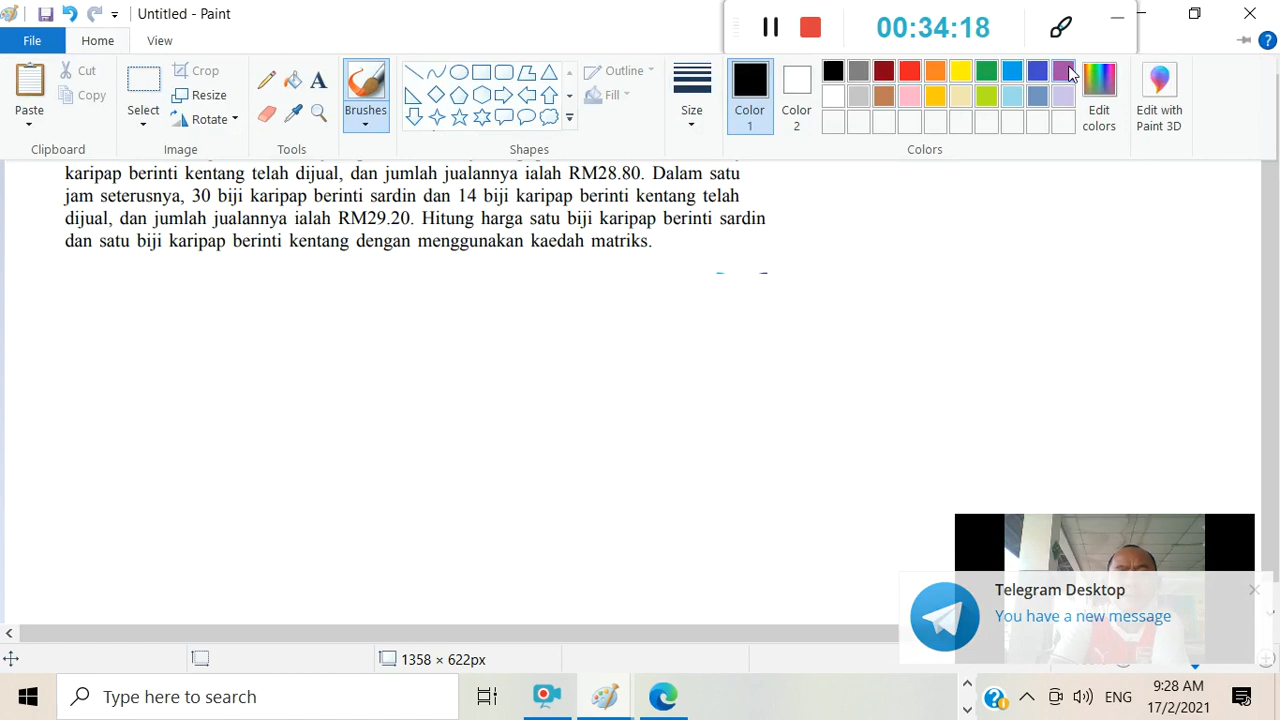 Untitled - Paint
00:34:18
File
Home
View
Paste
Cut
Copy
Clipboard
Select
Crop
Resize
Rotate
Image
A
Tools
Brushes
Shapes
Outline
Fill
Size
Color
1
Color
2
Edit
colors
Edit with
Paint 3D
Colors
karipap berinti kentang telah dijual, dan jumlah jualannya ialah RM28.80. Dalam satu
jam seterusnya, 30 biji karipap berinti sardin dan 14 biji karipap berinti kentang telah
dijual, dan jumlah jualannya ialah RM29.20. Hitung harga satu biji karipap berinti sardin
dan satu biji karipap berinti kentang dengan menggunakan kaedah matriks.
Telegram Desktop
You have a new message
1358 × 622px
Type here to search
ENG
9:28 AM
17/2/2021